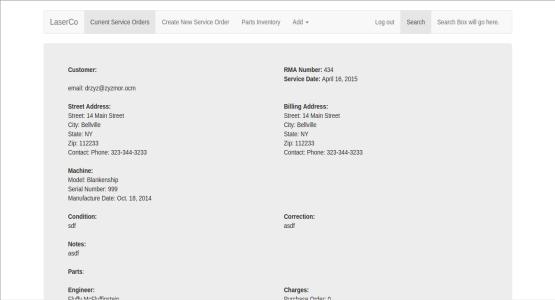 LaserCo Current Service Orders Create New Service Order Parts Inventory Add Log out Search Search Box will go here.
Customer:
RMA Number: 434
Service Date: April 16, 2015
email: drzyz@zyzmor.ocm
Street Address:
Street: 14 Main Street
City: Bellville
State: NY
Zip: 112233
Contact: Phone: 323-344-3233
Billing Address:
Street: 14 Main Street
City: Bellville
State: NY
Zip: 112233
Contact: Phone: 323-344-3233
Machine:
Model: Blankenship
Serial Number: 999
Manufacture Date: Oct. 18, 2014
Condition:
sdf
Correction:
asdf
Notes:
asdf
Parts:
Engineer:
Fluffy McFluffinstein
Charges:
Purchase Order: 0